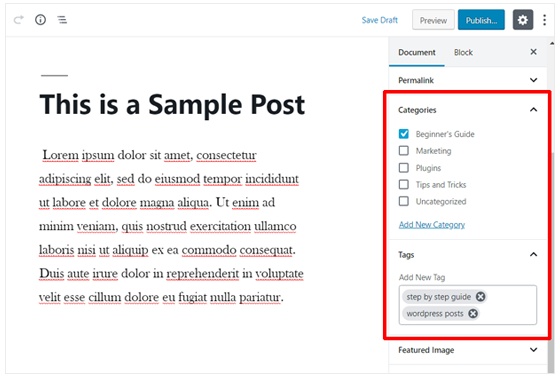 Save Draft
Preview
Publish...
Document
Block
Permalink
This is a Sample Post
Lorem ipsum dolor sit amet, consectetur
adipiscing elit, sed do eiusmod tempor incididunt
ut labore et dolore magna aliqua. Ut enim ad
minim veniam, quis nostrud exercitation ullamco
laboris nisi ut aliquip ex ea commodo consequat.
Duis aute irure dolor in reprehenderit in voluptate
velit esse cillum dolore eu fugiat nulla pariatur.
Categories
Beginner's Guide
Marketing
Plugins
Tips and Tricks
Uncategorized
Add New Category
Tags
Add New Tag
step by step guide
wordpress posts
Featured Image